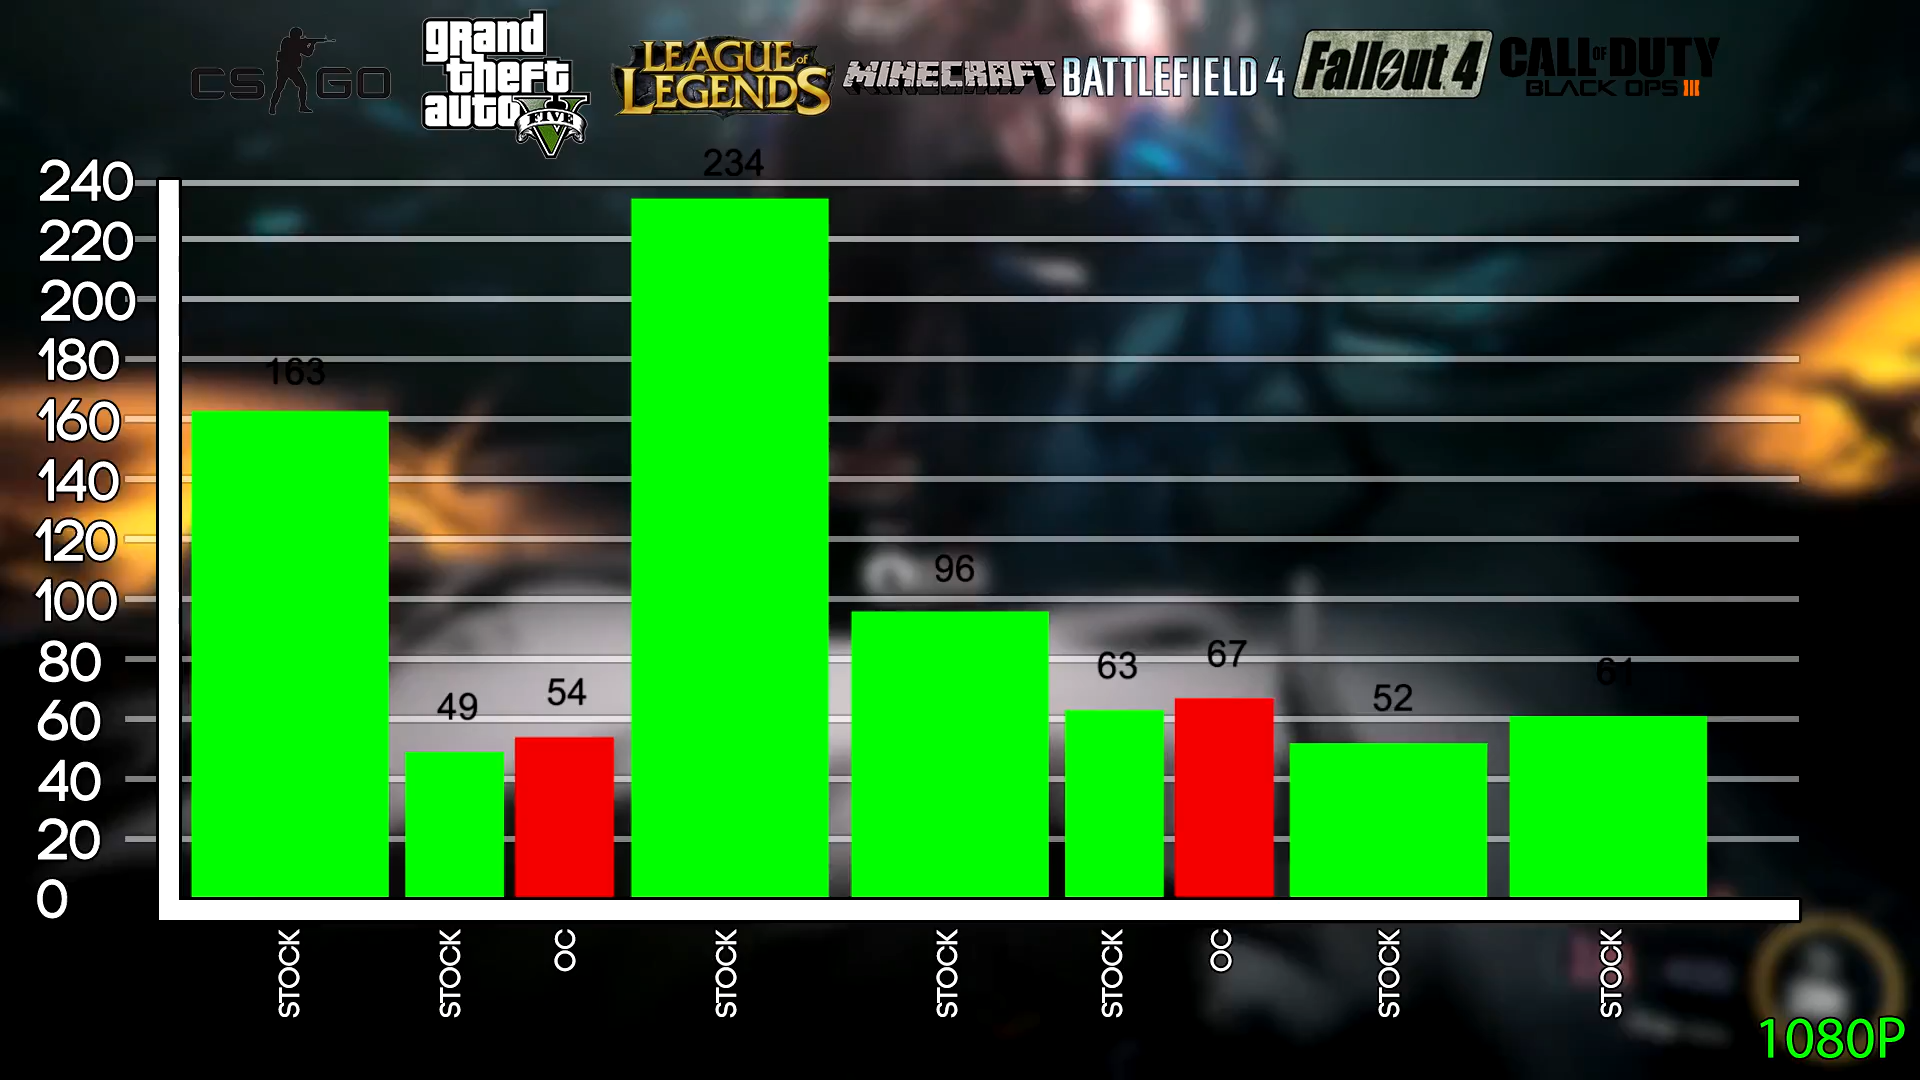 CS GO
grand
theft
auto
FIVE
V
LEAGUE of
LEGENDS
MINECRAFT
BATTLEFIELD 4
Fallout 4
CALL OF DUTY
BLACK OPS III
240
220
200
180
160
140
120
100
80
60
40
20
0
163
49
54
234
96
63
67
52
61
STOCK
STOCK
OC
STOCK
STOCK
STOCK
OC
STOCK
STOCK
1080P